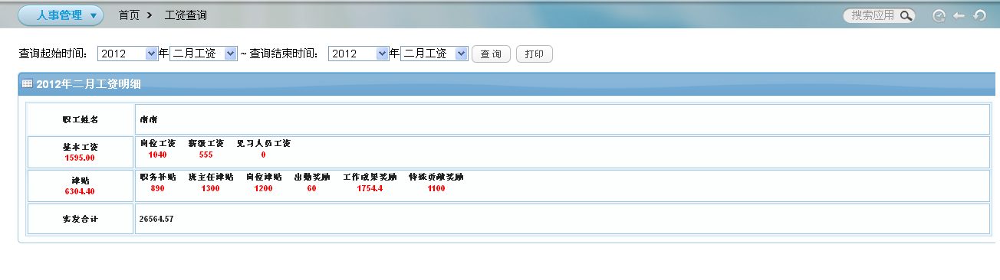 人事管理 首页 工资查询 搜索应用
查询起始时间： 2012 年 二月工资 ~ 查询结束时间： 2012 年 二月工资 查询 打印
2012年二月工资明细
职工姓名 南南
基本工资 岗位工资 薪级工资 见习人员工资
1595.00 1040 555 0
津贴 职务补贴 班主任津贴 岗位津贴 出勤奖励 工作成果奖励 特殊贡献奖励
6304.40 890 1300 1200 60 1754.4 1100
实发合计 26564.57